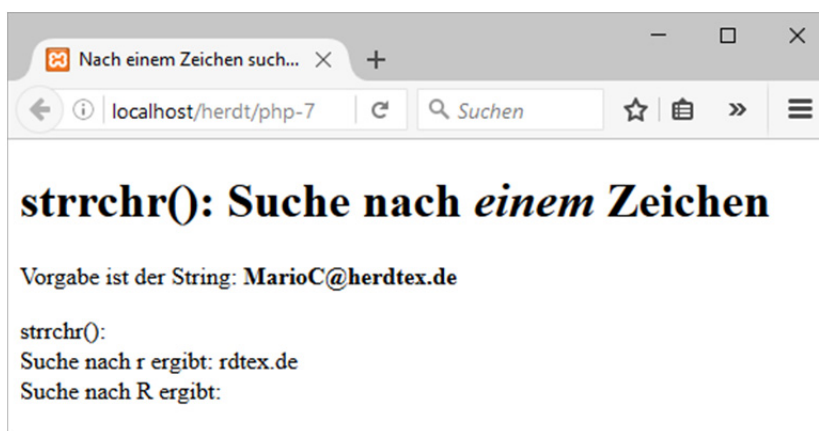 Nach einem Zeichen such...
localhost/herdt/php-7
Suchen
strrchr(): Suche nach einem Zeichen
Vorgabe ist der String: MarioC@herdtex.de
strrchr():
Suche nach r ergibt: rdtex.de
Suche nach R ergibt: